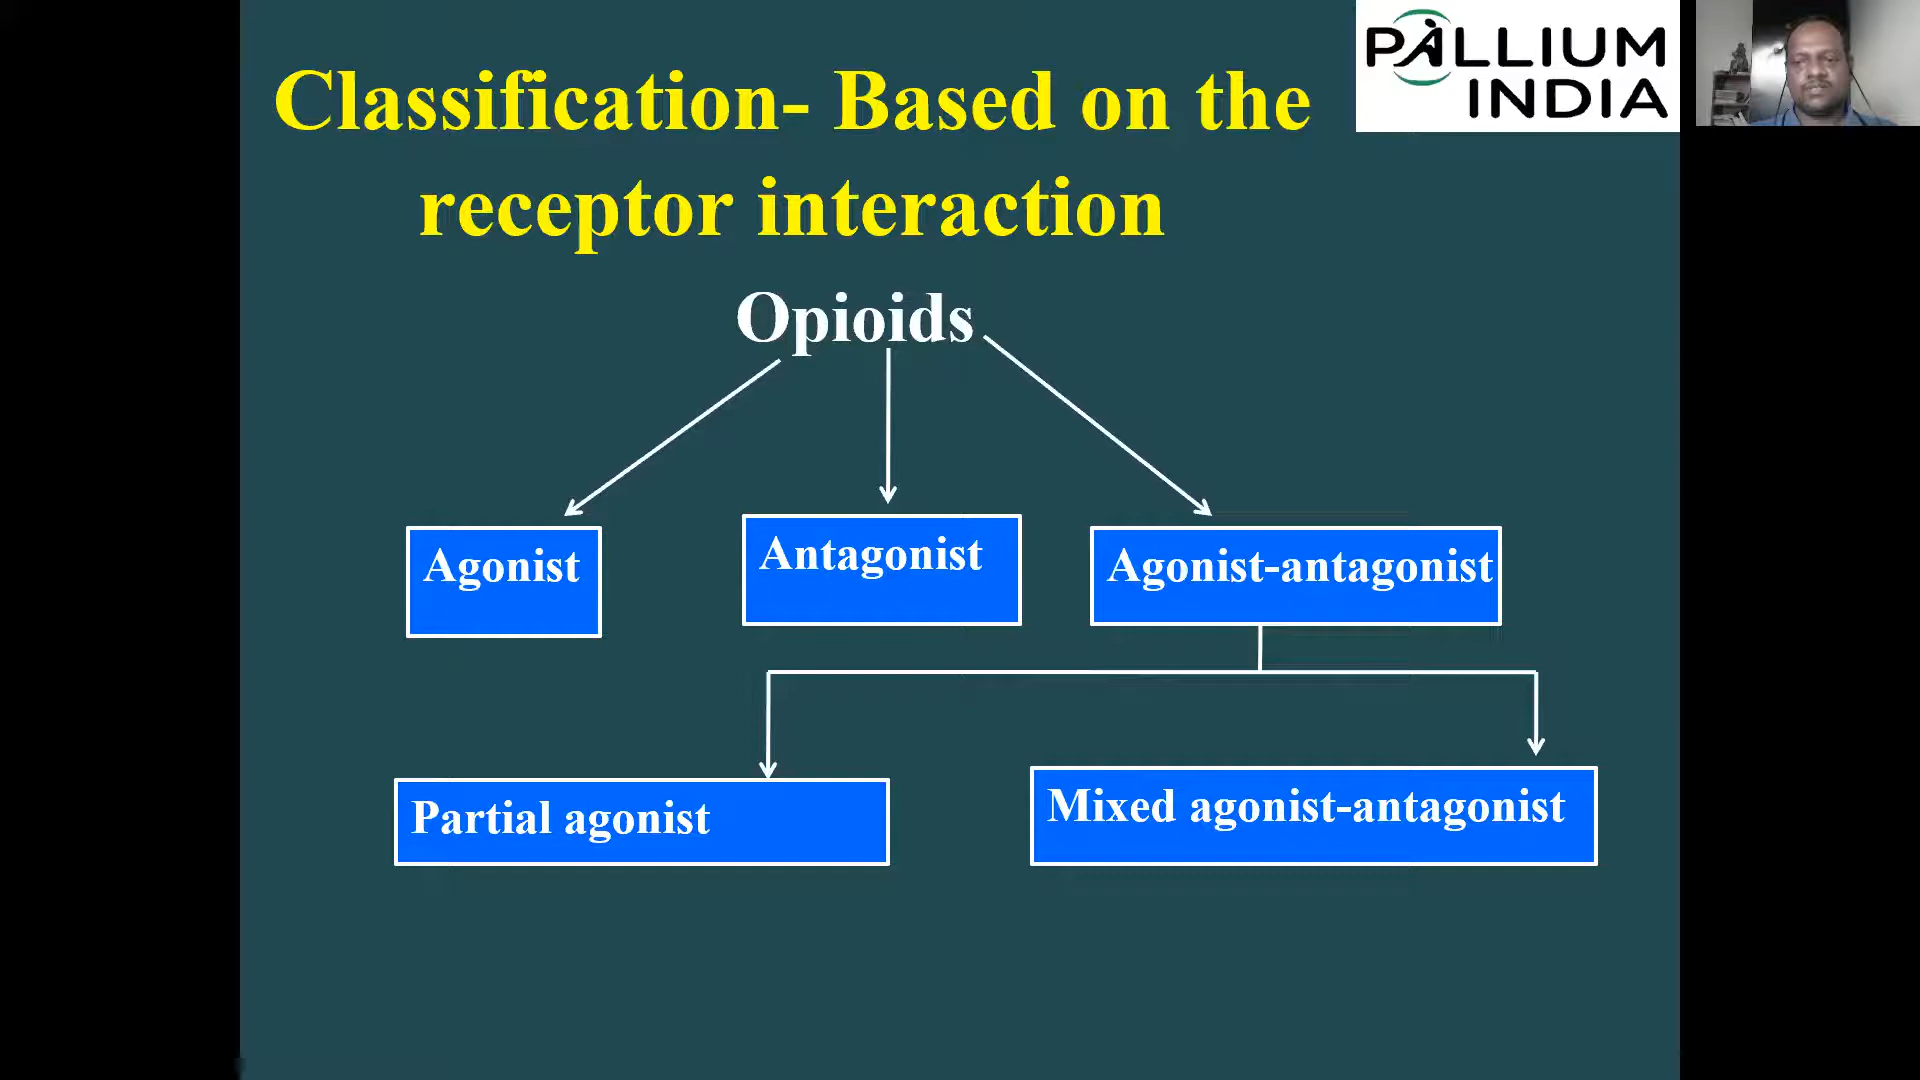 Classification- Based on the
receptor interaction
PALLIUM
INDIA
Opioids
Agonist
Antagonist
Agonist-antagonist
Partial agonist
Mixed agonist-antagonist